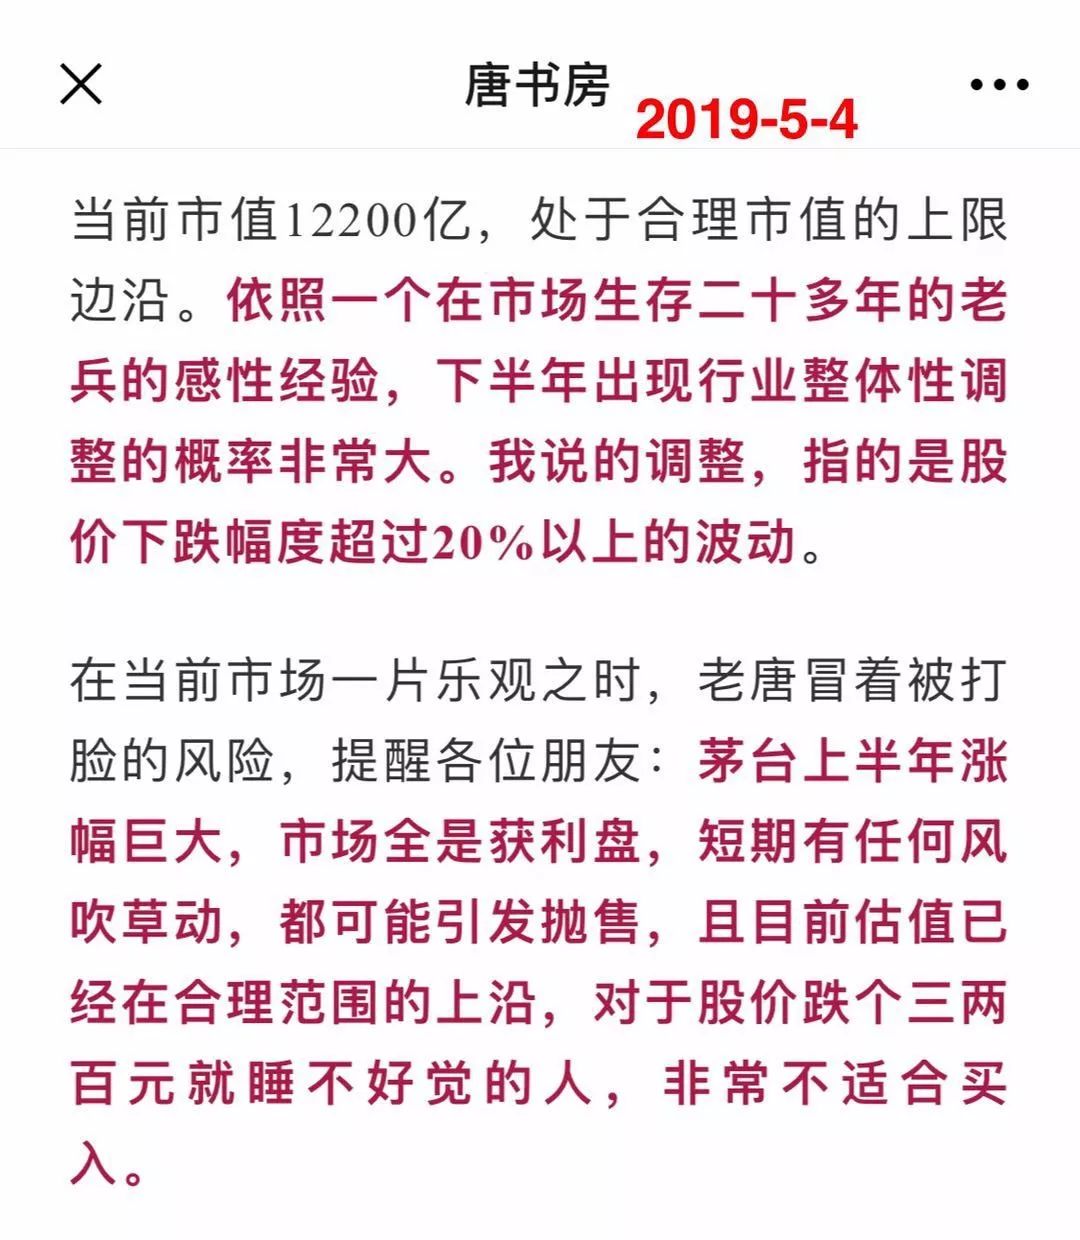 唐书房
2019-5-4
当前市值12200亿，处于合理市值的上限
边沿。依照一个在市场生存二十多年的老
兵的感性经验，下半年出现行业整体性调
整的概率非常大。我说的调整，指的是股
价下跌幅度超过20%以上的波动。
在当前市场一片乐观之时，老唐冒着被打
脸的风险，提醒各位朋友：茅台上半年涨
幅巨大，市场全是获利盘，短期有任何风
吹草动，都可能引发抛售，且目前估值已
经在合理范围的上沿，对于股价跌个三两
百元就睡不好觉的人，非常不适合买
入。